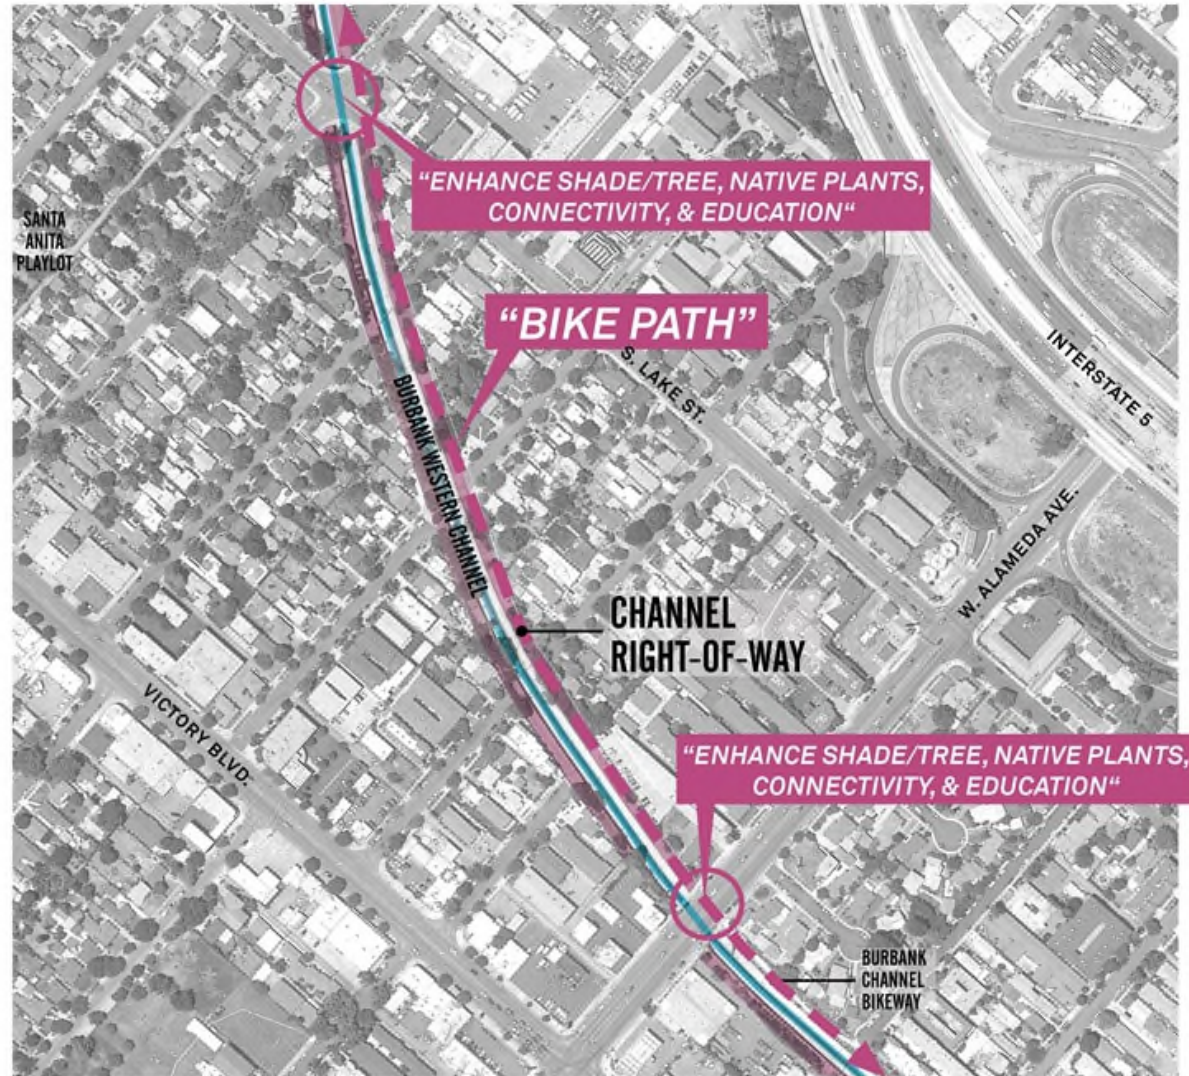 “ENHANCE SHADE/TREE, NATIVE PLANTS,
CONNECTIVITY, & EDUCATION“
SANTA
ANITA
PLAYLOT
“BIKE PATH”
S. LAKE ST.
INTERSTATE 5
BURBANK WESTERN CHANNEL
W. ALAMEDA AVE.
CHANNEL
RIGHT-OF-WAY
VICTORY BLVD.
“ENHANCE SHADE/TREE, NATIVE PLANTS,
CONNECTIVITY, & EDUCATION“
BURBANK
CHANNEL
BIKEWAY